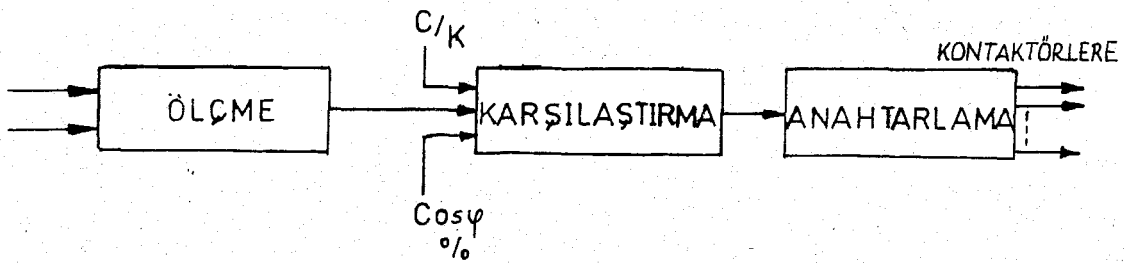 C/K
KONTAKTÖRLERE
ÖLÇME
KARŞILAŞTIRMA
ANAHTARLAMA
Cosφ
%